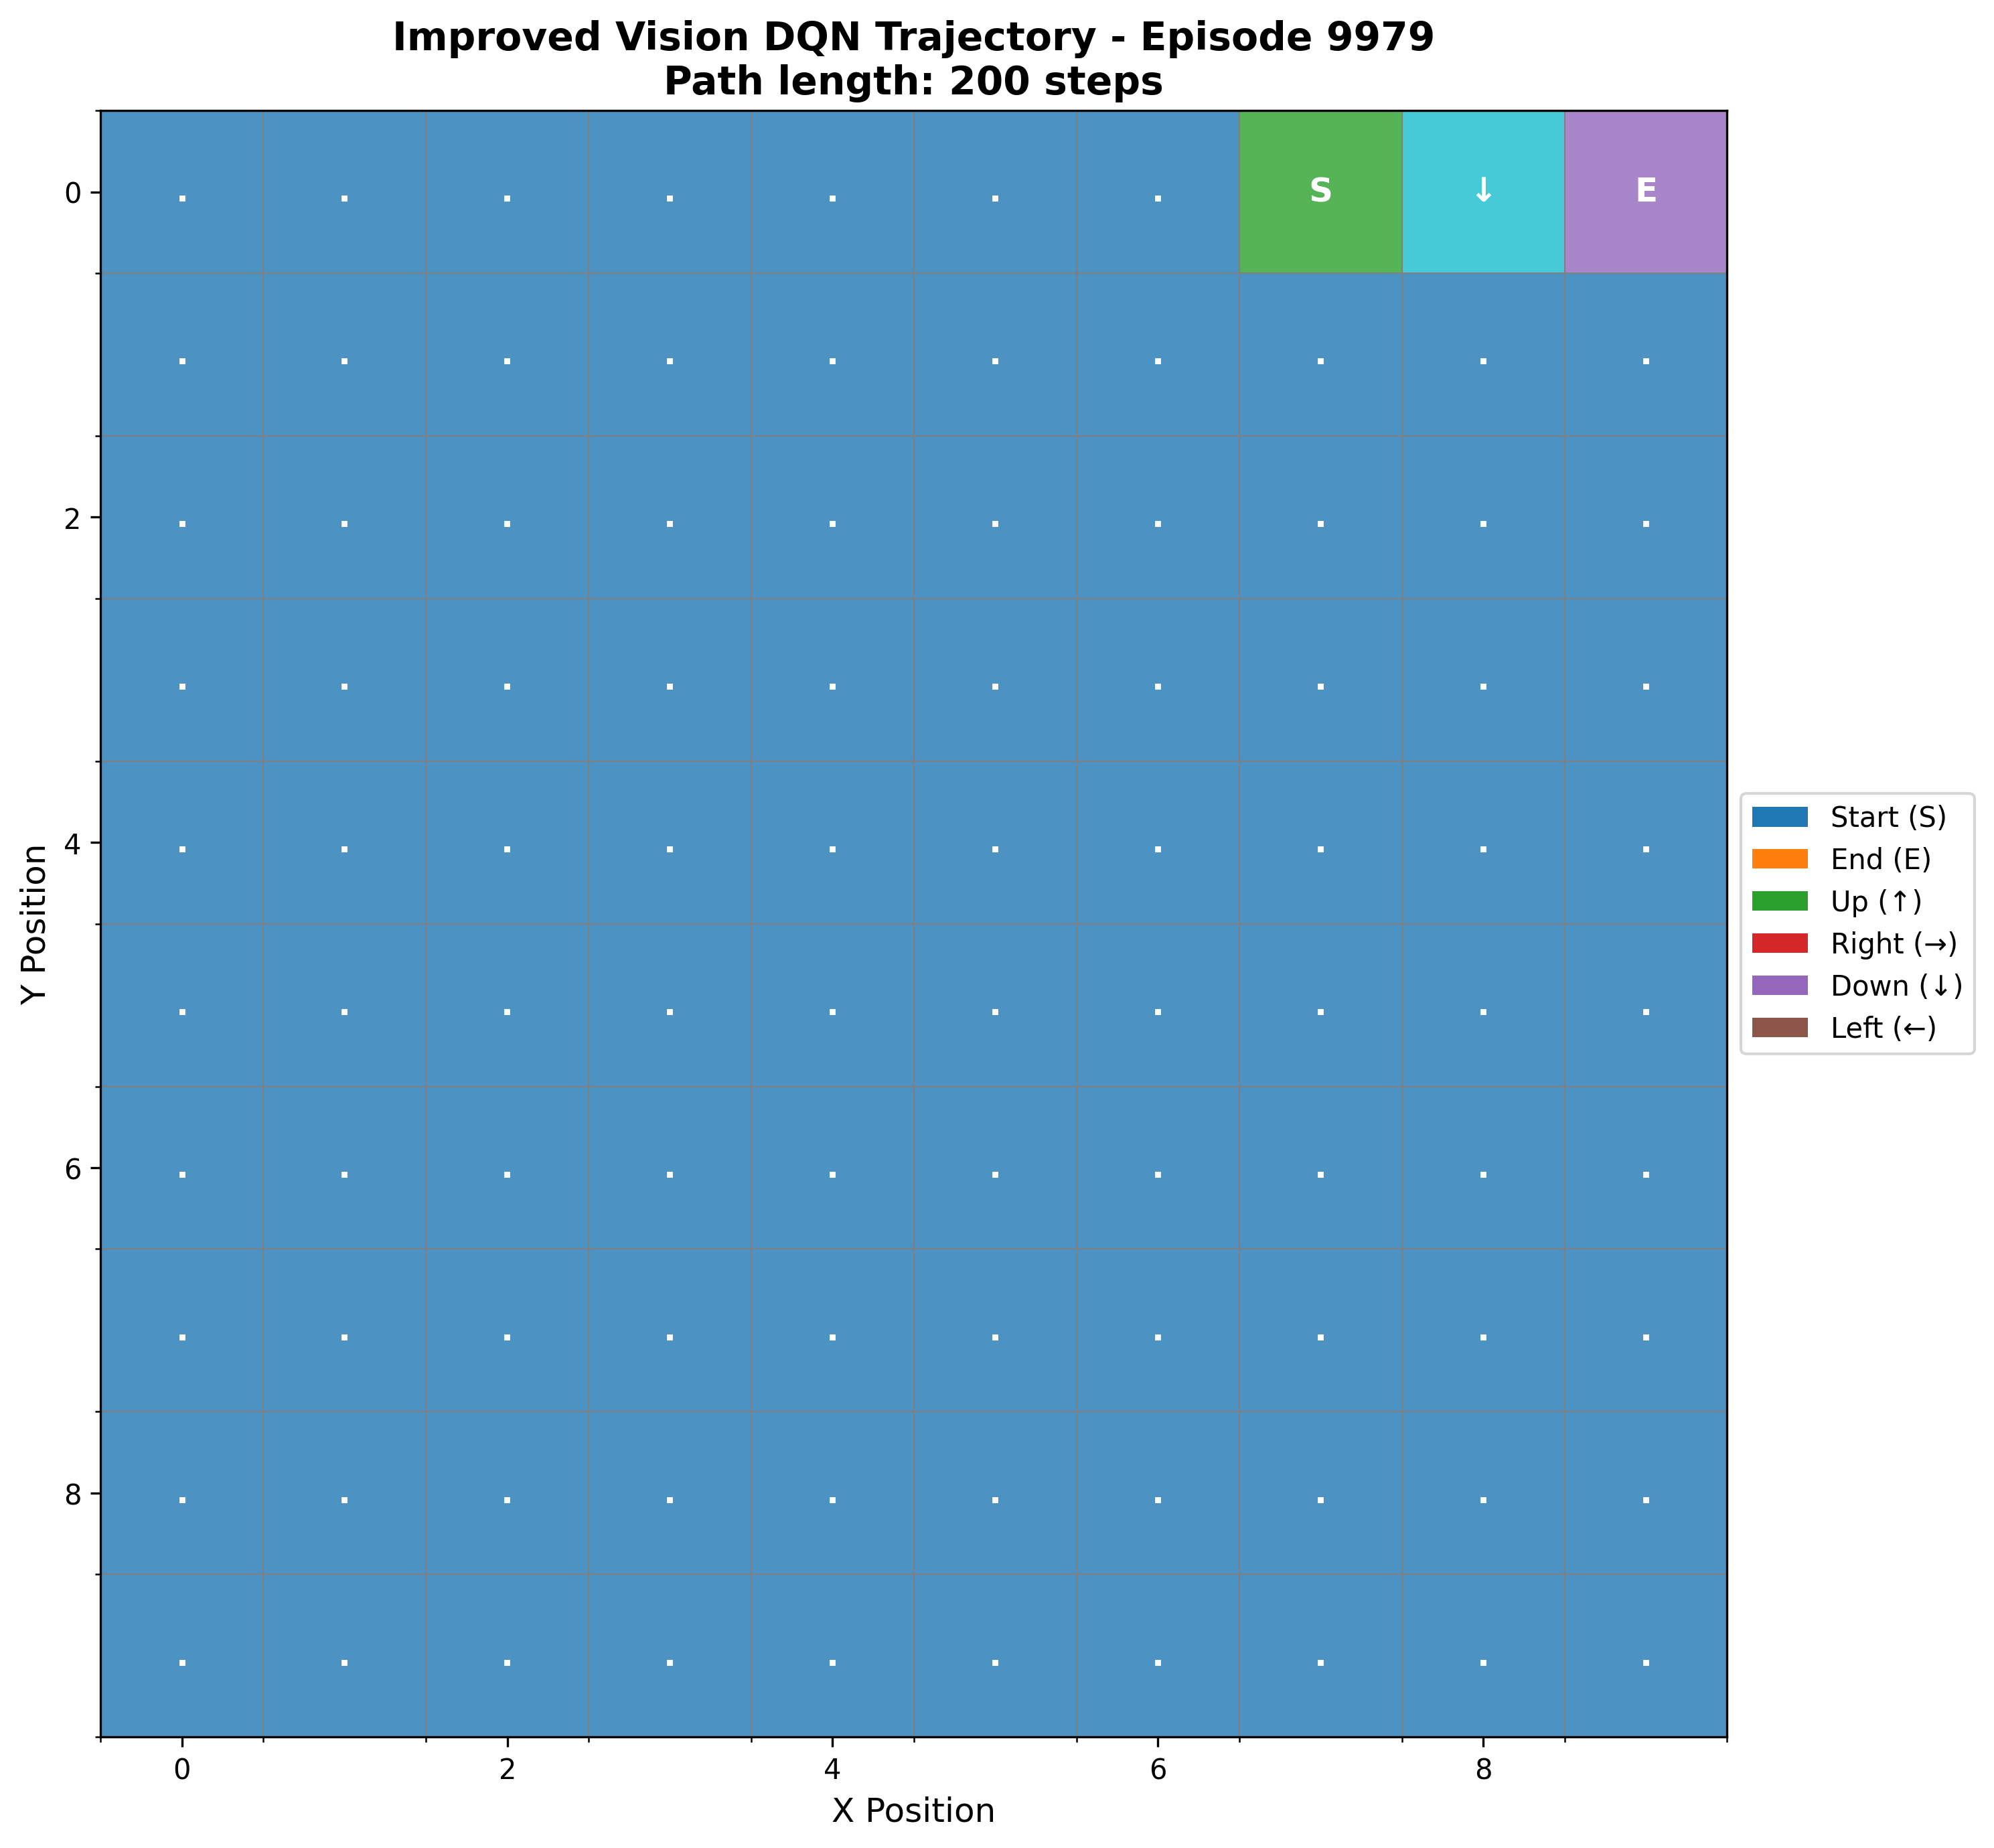 Improved Vision DQN Trajectory - Episode 9979
Path length: 200 steps
S ↓ E
0
2
4
6
8
Y Position
0 2 4 6 8
X Position
Start (S)
End (E)
Up (↑)
Right (→)
Down (↓)
Left (←)